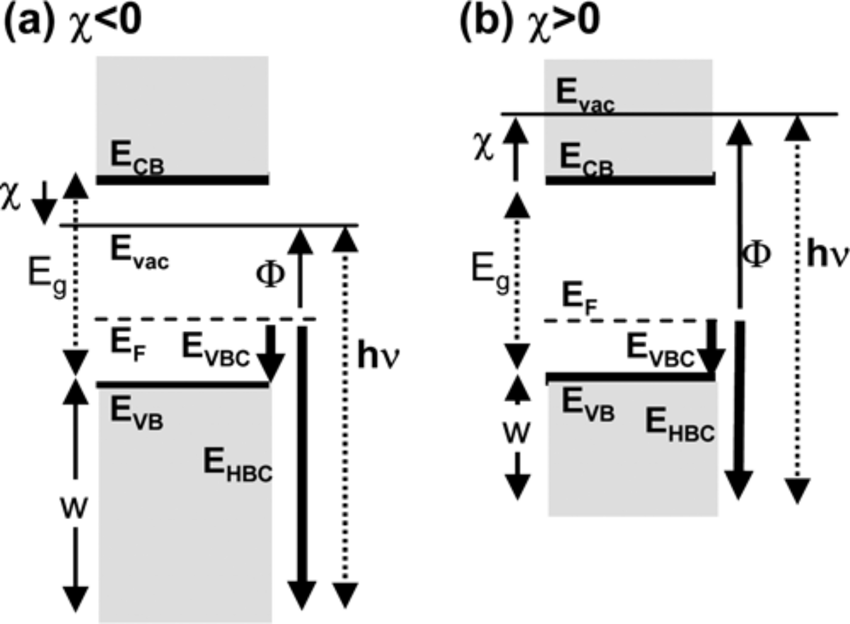 (a) χ<0
E_CB
χ
E_vac
E_g
Φ
E_F
E_VBC
hν
E_VB
E_HBC
w
(b) χ>0
E_vac
χ
E_CB
E_g
Φ
hν
E_F
E_VBC
E_VB
E_HBC
w